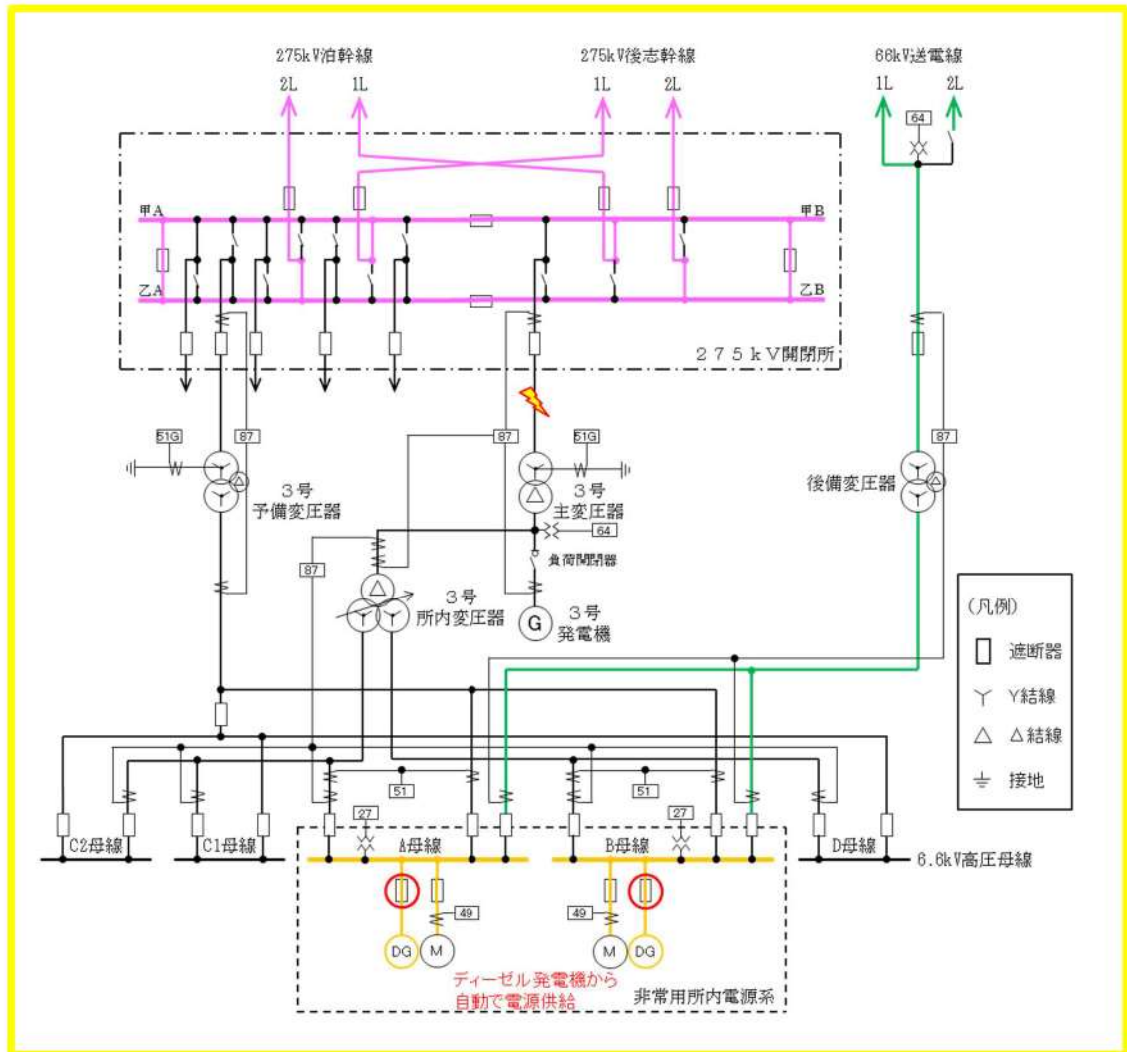 275kV泊幹線
275kV後志幹線
66kV送電線
2L
1L
1L
2L
1L
2L
64
甲A
甲B
乙A
乙B
275kV開閉所
51G
87
87
51G
87
3号
予備変圧器
3号
主変圧器
後備変圧器
64
87
負荷開閉器
3号
所内変圧器
G
3号
発電機
(凡例)
遮断器
Y結線
△結線
接地
51
51
27
27
C2母線
C1母線
A母線
B母線
D母線
6.6kV高圧母線
49
49
DG
M
M
DG
ディーゼル発電機から
自動で電源供給
非常用所内電源系